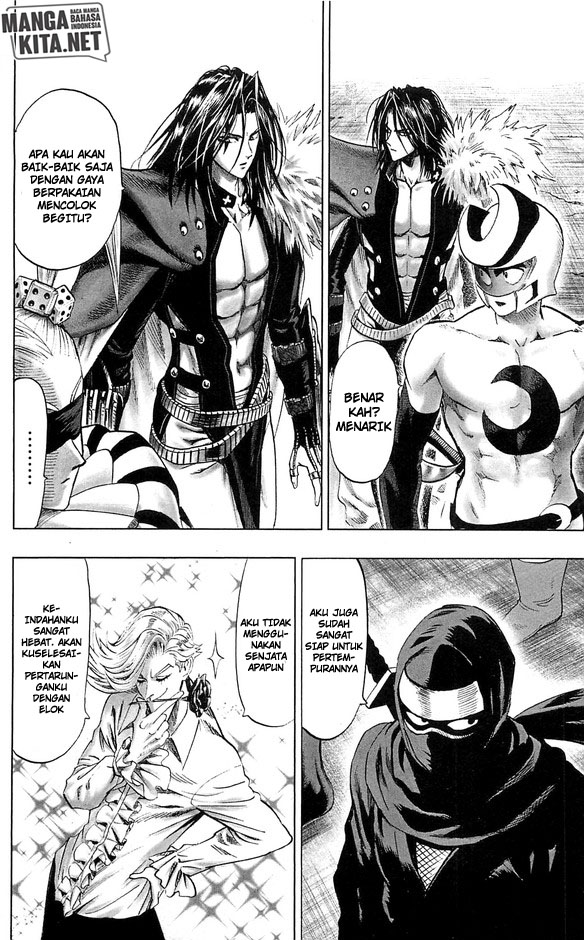 MANGA
KITA.NET
BACA MANGA
BAHASA
INDONESIA
BENAR
KAH?
MENARIK
APA KAU AKAN
BAIK-BAIK SAJA
DENGAN GAYA
BERPAKAIAN
MENCOLOK
BEGITU?
.........
AKU JUGA
SUDAH
SANGAT
SIAP UNTUK
PERTEM-
PURANNYA
AKU TIDAK
MENGGU-
NAKAN
SENJATA
APAPUN
KE-
INDAHANKU
SANGAT
HEBAT. AKAN
KUSELESAI-
KAN
PERTARUN-
GANKU
DENGAN
ELOK